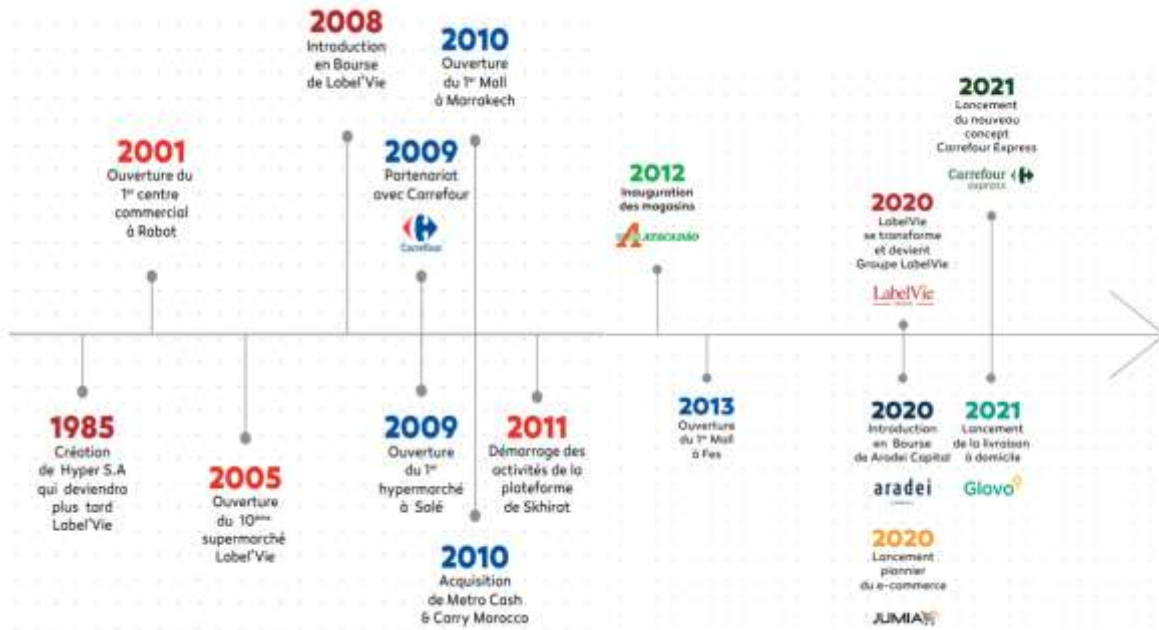 2008
Introduction
en Bourse
de Label'Vie
2010
Ouverture
du 1er Mall
à Marrakech
2001
Ouverture du
1er centre
commercial
à Rabat
2009
Partenariat
avec Carrefour
Carrefour
2012
Inauguration
des magasins
ATACADÃO
2020
LabelVie
se transforme
et devient
Groupe LabelVie
LabelVie
2021
Lancement
du nouveau
concept
Carrefour Express
Carrefour
express
1985
Création
de Hyper S.A
qui deviendra
plus tard
Label'Vie
2005
Ouverture
du 10ème
supermarché
Label'Vie
2009
Ouverture
du 1er
hypermarché
à Salé
2010
Acquisition
de Metro Cash
& Carry Morocco
2011
Démarrage des
activités de la
plateforme
de Skhirat
2013
Ouverture
du 1er Mall
à Fes
2020
Introduction
en Bourse
de Aradei Capital
aradei
2020
Lancement
pionnier
du e-commerce
JUMIA
2021
Lancement
de la livraison
à domicile
Glovo